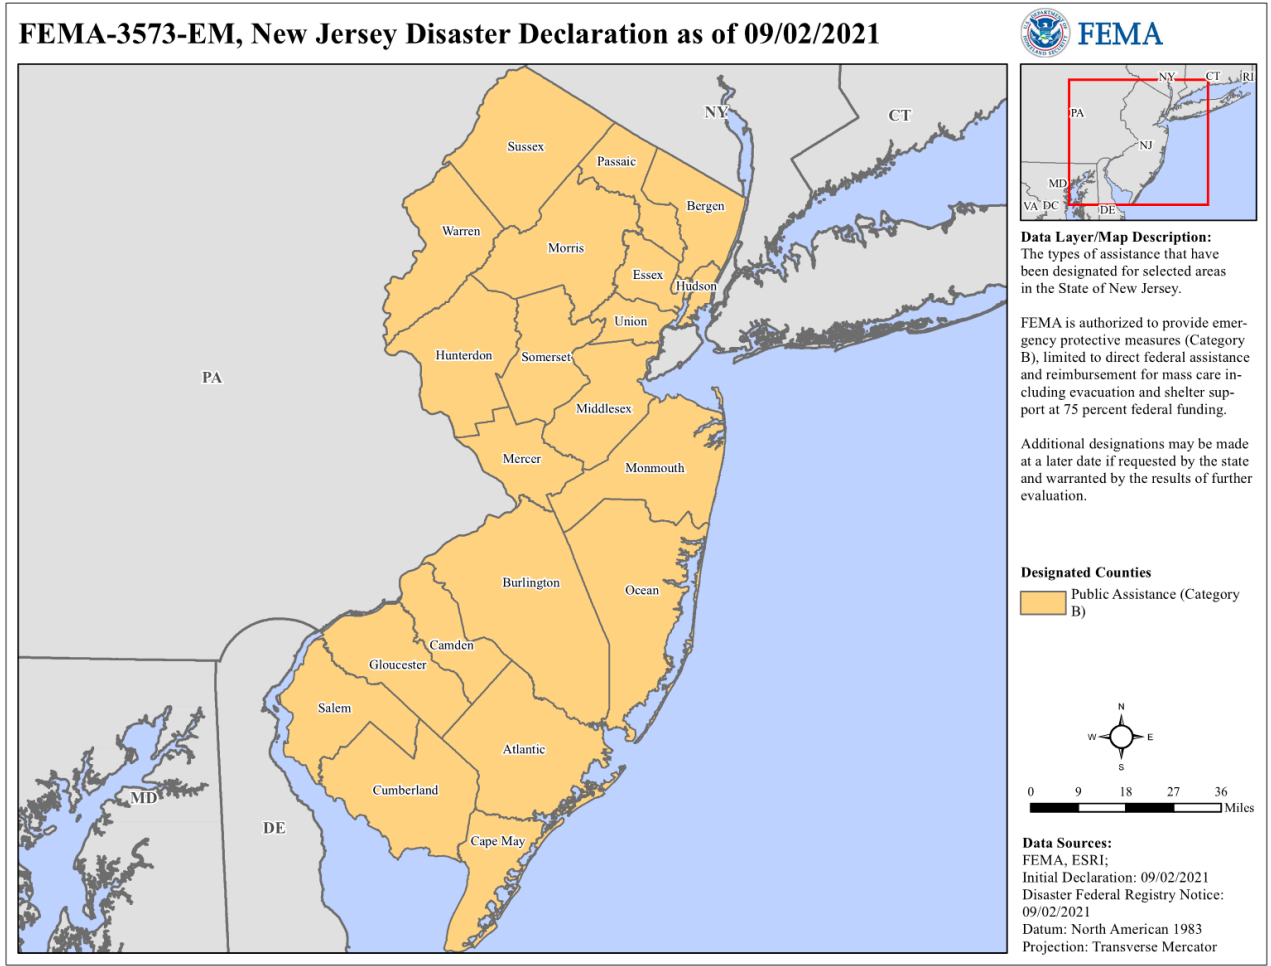 FEMA-3573-EM, New Jersey Disaster Declaration as of 09/02/2021
FEMA
NY
CT
PA
MD
DE
Sussex
Passaic
Bergen
Warren
Morris
Essex
Hudson
Union
Hunterdon
Somerset
Middlesex
Mercer
Monmouth
Burlington
Ocean
Camden
Gloucester
Salem
Atlantic
Cumberland
Cape May
NY
CT
RI
PA
NJ
MD
VA
DC
DE
Data Layer/Map Description:
The types of assistance that have
been designated for selected areas
in the State of New Jersey.
FEMA is authorized to provide emer-
gency protective measures (Category
B), limited to direct federal assistance
and reimbursement for mass care in-
cluding evacuation and shelter sup-
port at 75 percent federal funding.
Additional designations may be made
at a later date if requested by the state
and warranted by the results of further
evaluation.
Designated Counties
Public Assistance (Category
B)
N
W E
S
0 9 18 27 36
Miles
Data Sources:
FEMA, ESRI;
Initial Declaration: 09/02/2021
Disaster Federal Registry Notice:
09/02/2021
Datum: North American 1983
Projection: Transverse Mercator